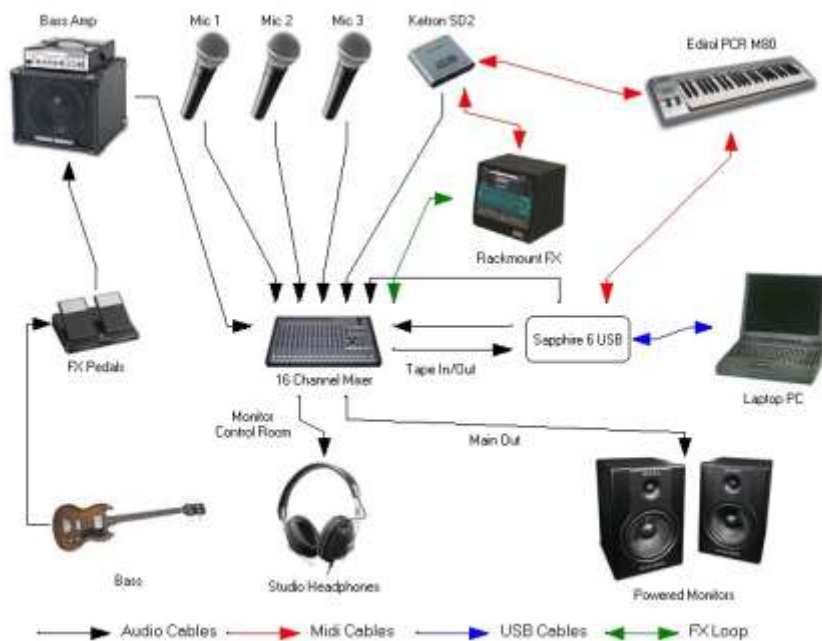 Bass Amp
Mic 1
Mic 2
Mic 3
Ketron SD2
Edirol PCR M80
Rackmount FX
FX Pedals
Sapphire 6 USB
16 Channel Mixer
Tape In/Out
Laptop PC
Monitor
Control Room
Main Out
Bass
Studio Headphones
Powered Monitors
Audio Cables
Midi Cables
USB Cables
FX Loop